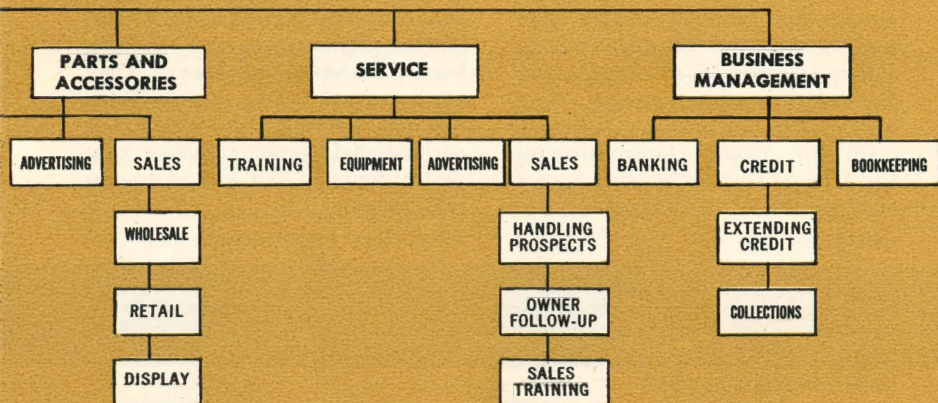 PARTS AND
ACCESSORIES
SERVICE
BUSINESS
MANAGEMENT
ADVERTISING
SALES
TRAINING
EQUIPMENT
ADVERTISING
SALES
BANKING
CREDIT
BOOKKEEPING
WHOLESALE
HANDLING
PROSPECTS
EXTENDING
CREDIT
RETAIL
OWNER
FOLLOW-UP
COLLECTIONS
DISPLAY
SALES
TRAINING